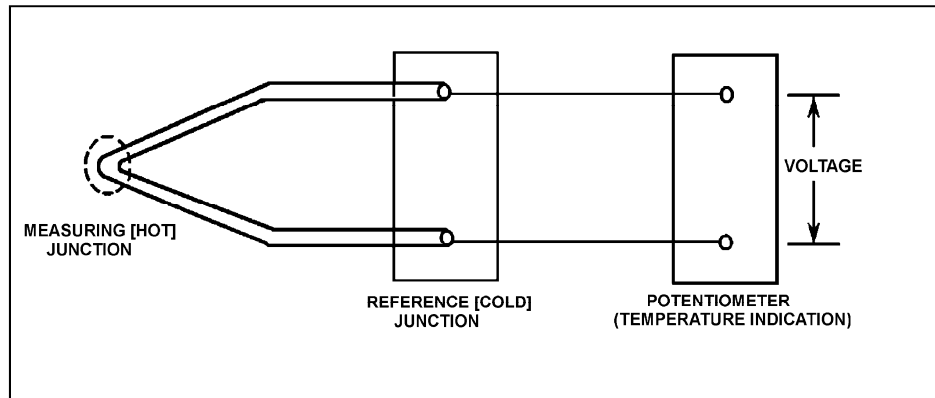 VOLTAGE
MEASURING [HOT]
JUNCTION
REFERENCE [COLD]
JUNCTION
POTENTIOMETER
(TEMPERATURE INDICATION)